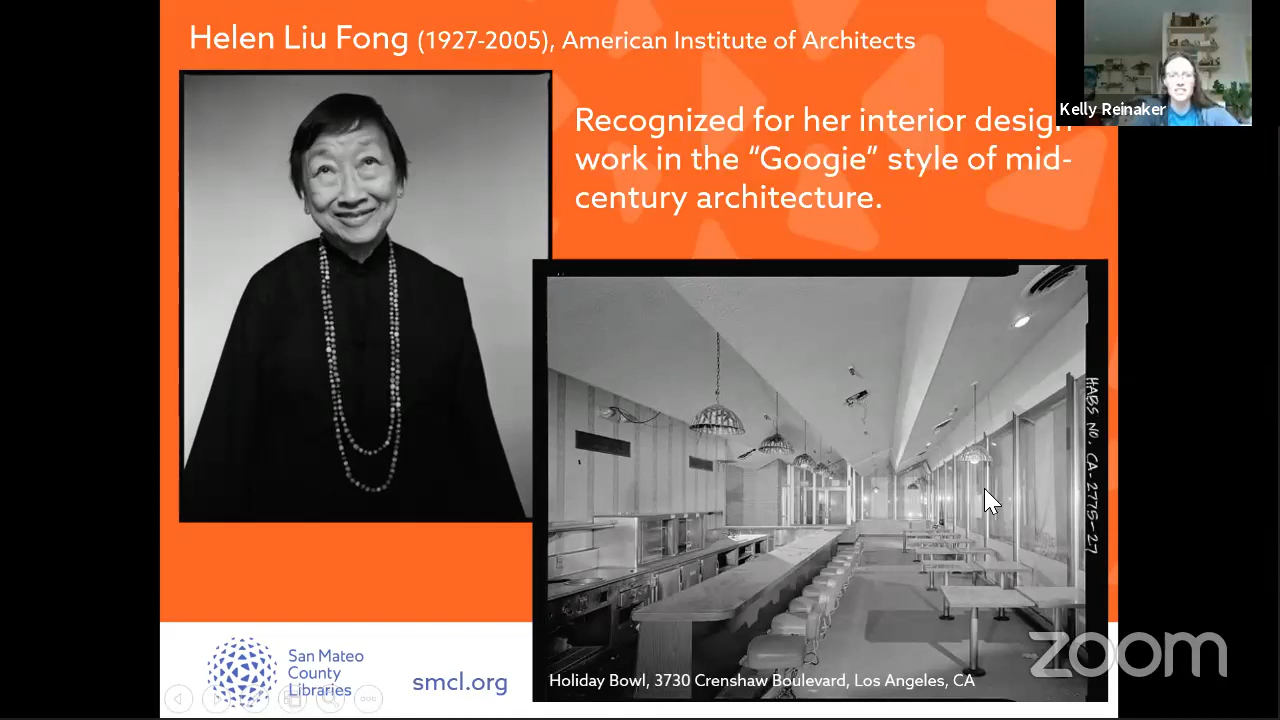 Helen Liu Fong (1927-2005), American Institute of Architects
Kelly Reinaker
Recognized for her interior design
work in the “Googie” style of mid-
century architecture.
HABS NO. CA-2775-27
Holiday Bowl, 3730 Crenshaw Boulevard, Los Angeles, CA
San Mateo
County
Libraries
smcl.org
zoom